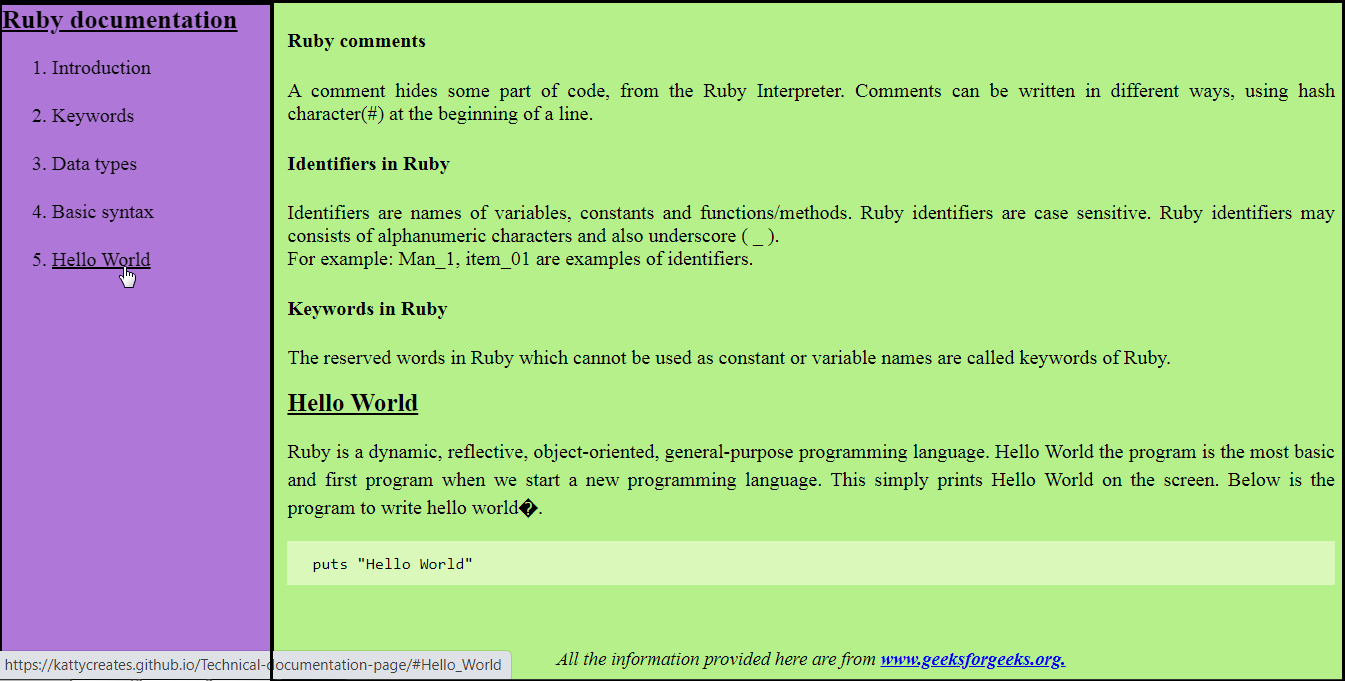 Ruby documentation
1. Introduction
2. Keywords
3. Data types
4. Basic syntax
5. Hello World
Ruby comments
A comment hides some part of code, from the Ruby Interpreter. Comments can be written in different ways, using hash
character(#) at the beginning of a line.
Identifiers in Ruby
Identifiers are names of variables, constants and functions/methods. Ruby identifiers are case sensitive. Ruby identifiers may
consists of alphanumeric characters and also underscore ( _ ).
For example: Man_1, item_01 are examples of identifiers.
Keywords in Ruby
The reserved words in Ruby which cannot be used as constant or variable names are called keywords of Ruby.
Hello World
Ruby is a dynamic, reflective, object-oriented, general-purpose programming language. Hello World the program is the most basic
and first program when we start a new programming language. This simply prints Hello World on the screen. Below is the
program to write hello world�.
puts "Hello World"
All the information provided here are from www.geeksforgeeks.org.
https://kattycreates.github.io/Technical-documentation-page/#Hello_World